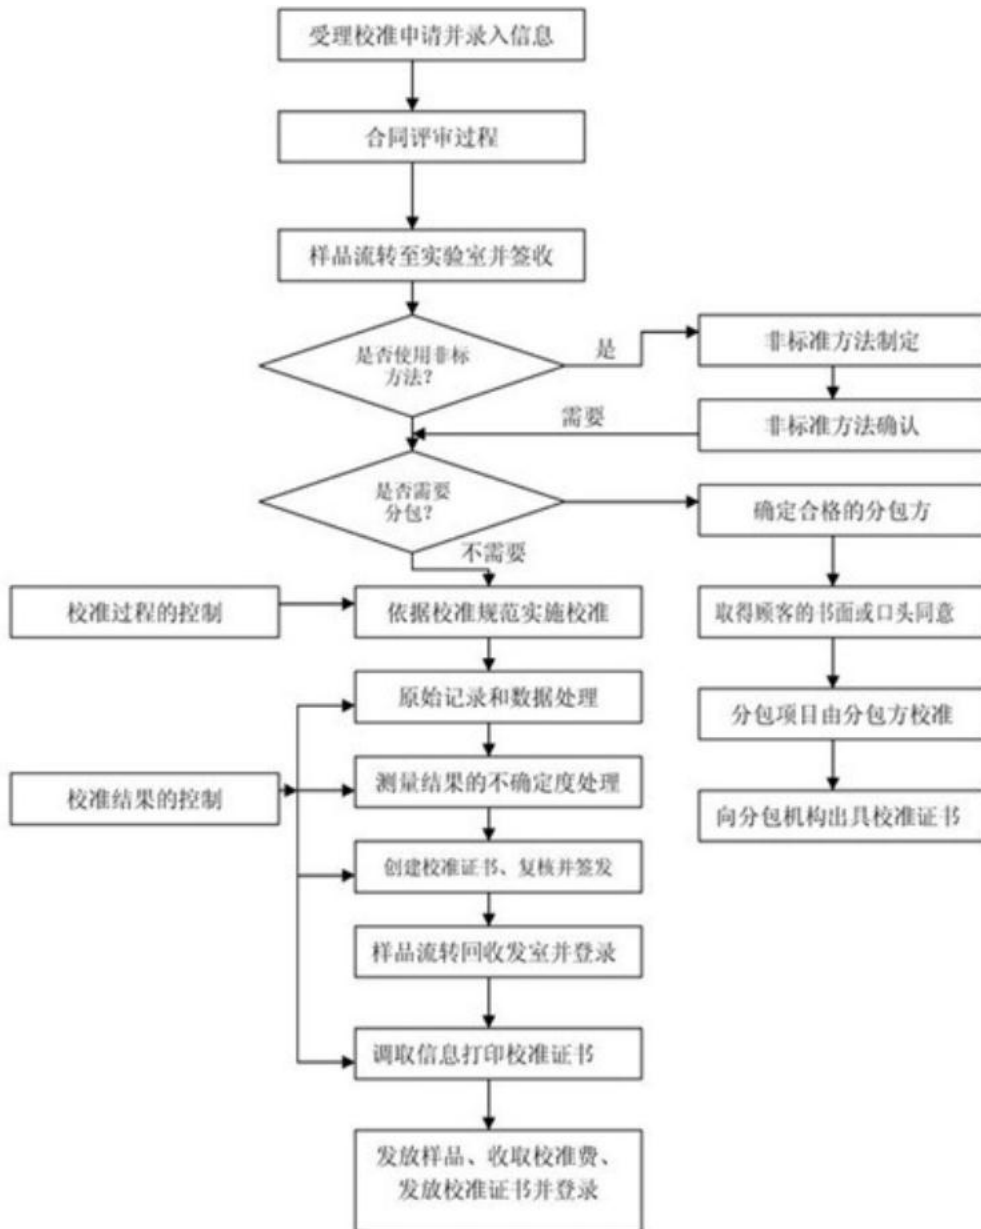 受理校准申请并录入信息
合同评审过程
样品流转至实验室并签收
是否使用非标
方法？
是
非标准方法制定
需要
非标准方法确认
是否需要
分包？
确定合格的分包方
不需要
校准过程的控制
依据校准规范实施校准
取得顾客的书面或口头同意
原始记录和数据处理
分包项目由分包方校准
校准结果的控制
测量结果的不确定度处理
向分包机构出具校准证书
创建校准证书、复核并签发
样品流转回收发室并登录
调取信息打印校准证书
发放样品、收取校准费、
发放校准证书并登录